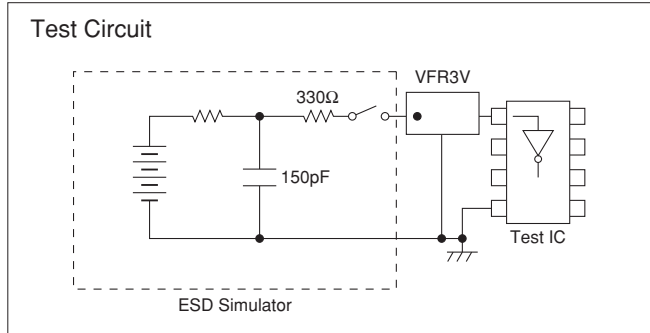 Test Circuit
VFR3V
330Ω
150pF
Test IC
ESD Simulator